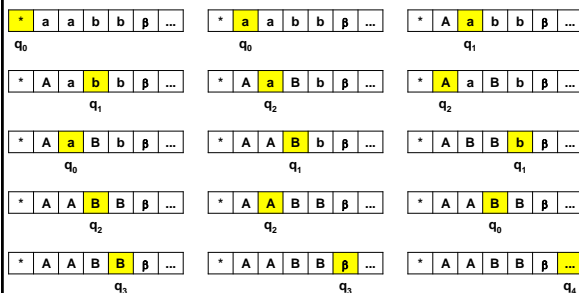 * a a b b β ... * a a b b β ... * A a b b β ...
q0 q0 q1
* A a b b β ... * A a B b β ... * A a B b β ...
q1 q2 q2
* A a B b β ... * A A B b β ... * A B B b β ...
q0 q1 q1
* A A B B β ... * A A B B β ... * A A B B β ...
q2 q2 q0
* A A B B β ... * A A B B β ... * A A B B β ...
q3 q3 q4